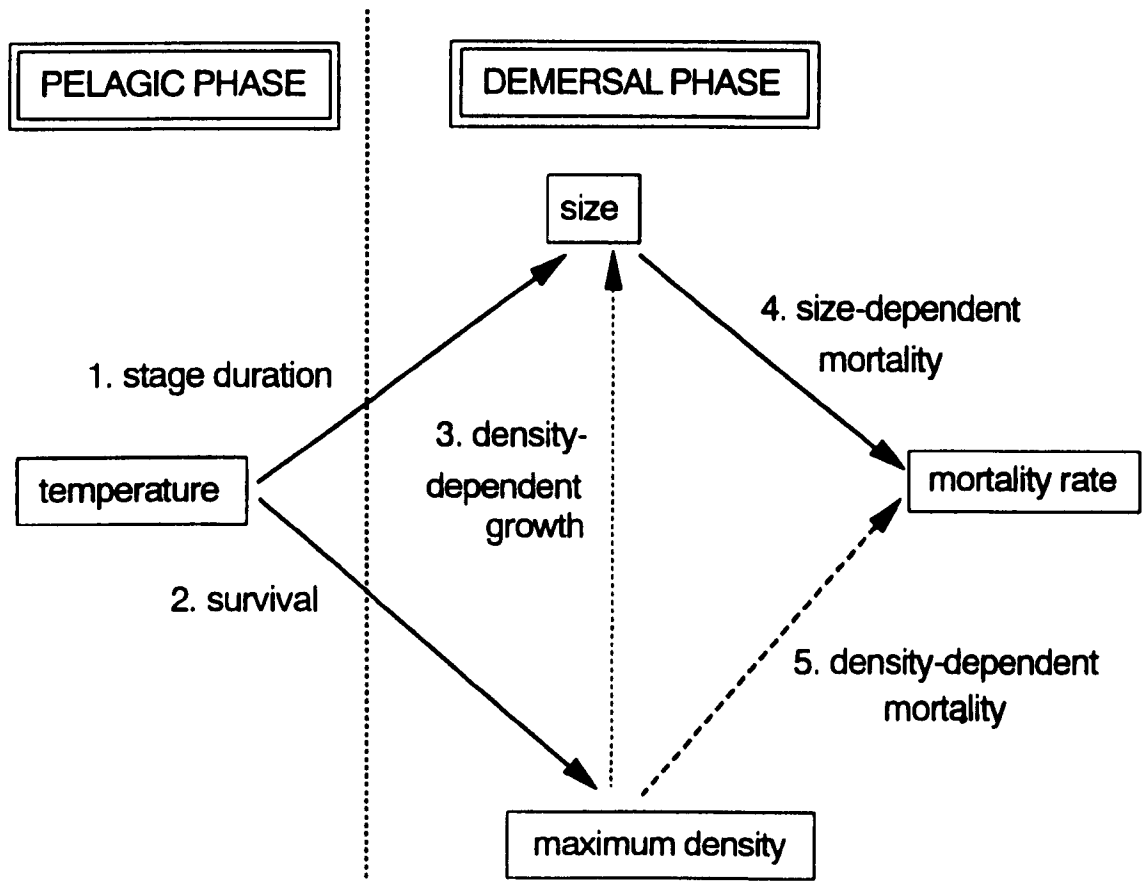 PELAGIC PHASE
DEMERSAL PHASE
size
4. size-dependent
mortality
1. stage duration
3. density-
dependent
growth
temperature
mortality rate
2. survival
5. density-dependent
mortality
maximum density